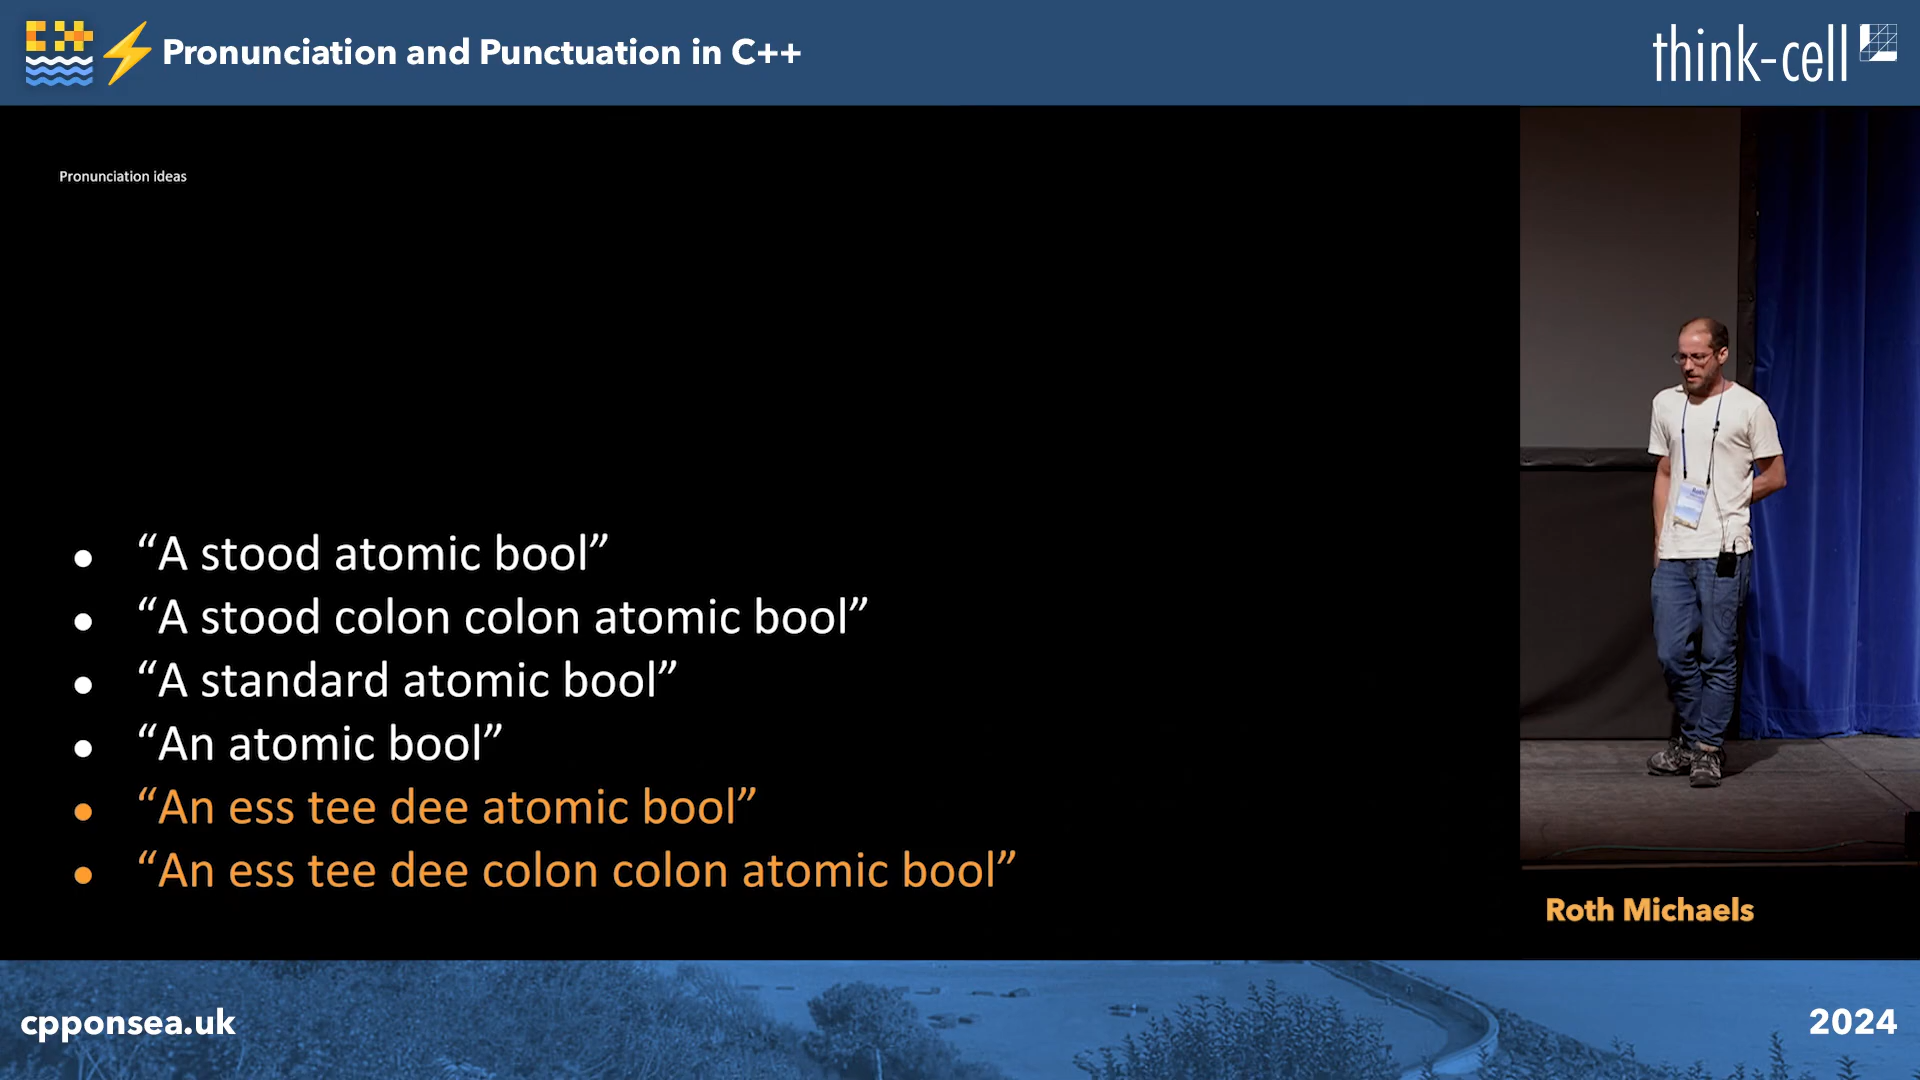 Pronunciation and Punctuation in C++
think-cell
Pronunciation ideas
“A stood atomic bool”
“A stood colon colon atomic bool”
“A standard atomic bool”
“An atomic bool”
“An ess tee dee atomic bool”
“An ess tee dee colon colon atomic bool”
Roth Michaels
cpponsea.uk
2024